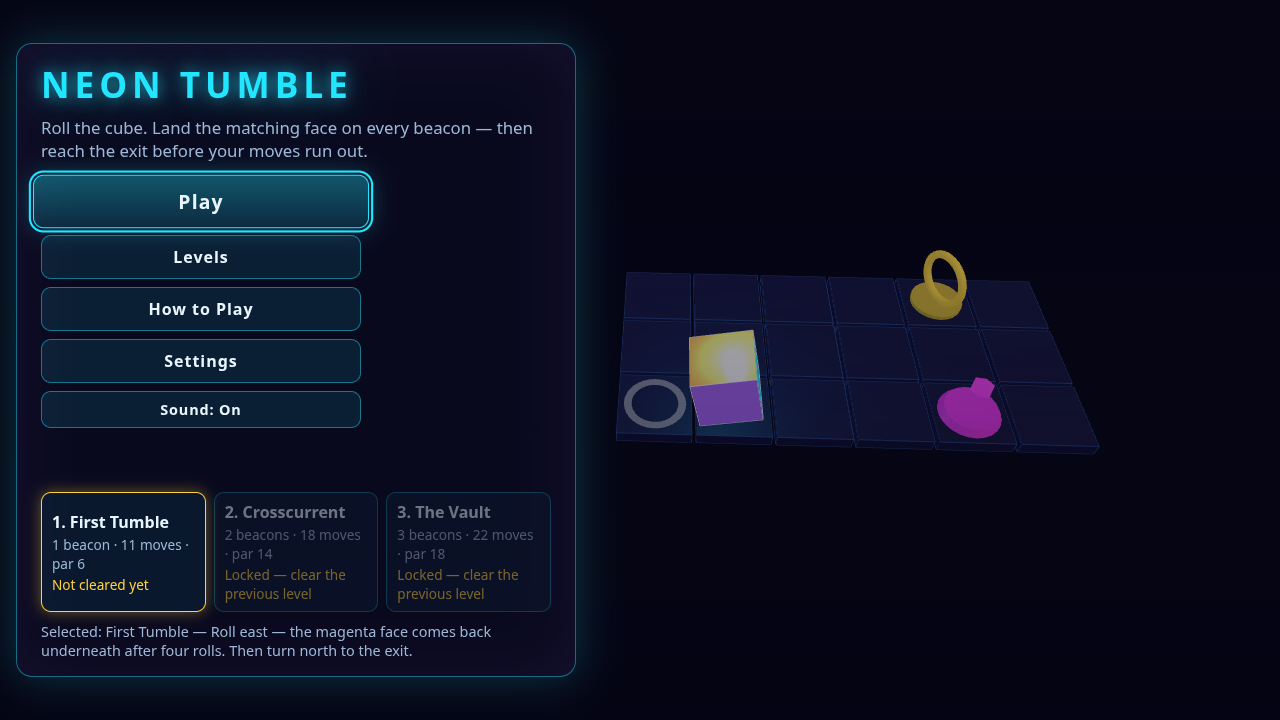 NEON TUMBLE
Roll the cube. Land the matching face on every beacon — then
reach the exit before your moves run out.
Play
Levels
How to Play
Settings
Sound: On
1. First Tumble
1 beacon · 11 moves ·
par 6
Not cleared yet
2. Crosscurrent
2 beacons · 18 moves
· par 14
Locked — clear the
previous level
3. The Vault
3 beacons · 22 moves
· par 18
Locked — clear the
previous level
Selected: First Tumble — Roll east — the magenta face comes back
underneath after four rolls. Then turn north to the exit.